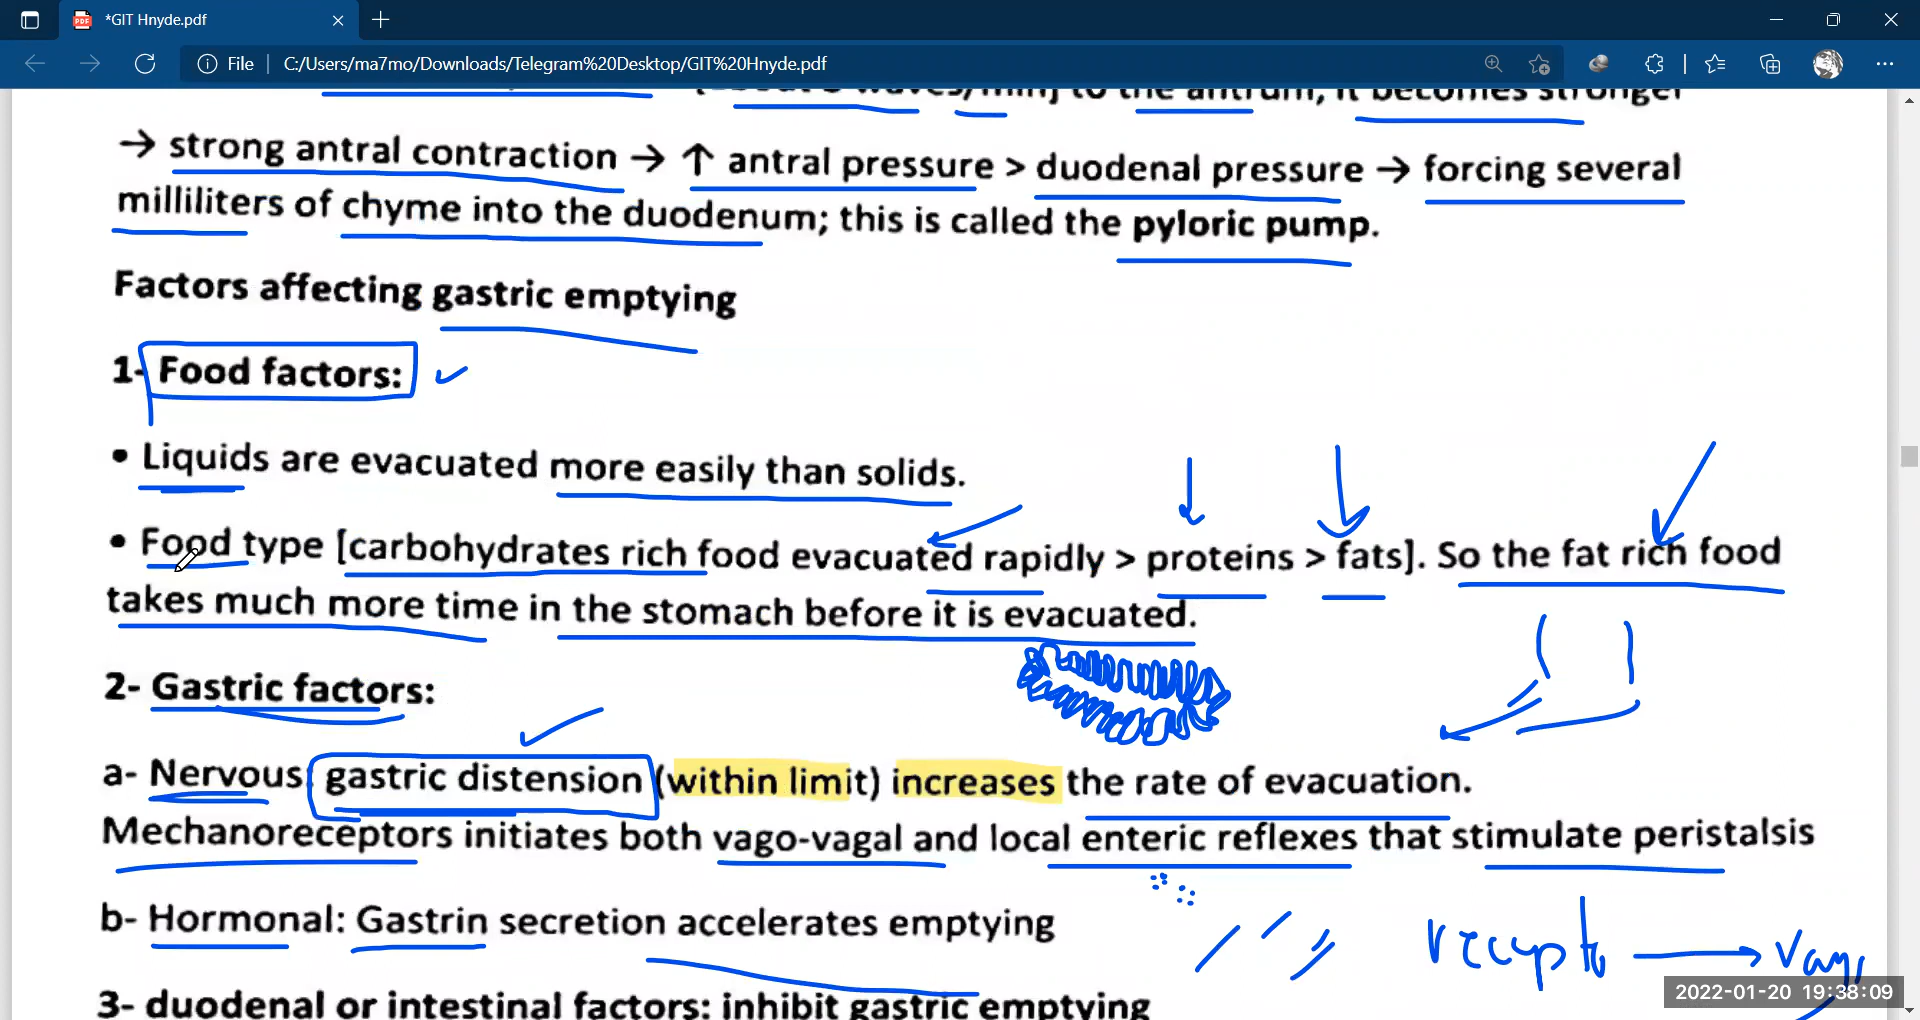 *GIT Hnyde.pdf
File C:/Users/ma7mo/Downloads/Telegram%20Desktop/GIT%20Hnyde.pdf
to the antrum, it becomes stronger
→ strong antral contraction → ↑ antral pressure > duodenal pressure → forcing several
milliliters of chyme into the duodenum; this is called the pyloric pump.
Factors affecting gastric emptying
1- Food factors:
• Liquids are evacuated more easily than solids.
• Food type [carbohydrates rich food evacuated rapidly > proteins > fats]. So the fat rich food
takes much more time in the stomach before it is evacuated.
2- Gastric factors:
a- Nervous: gastric distension (within limit) increases the rate of evacuation.
Mechanoreceptors initiates both vago-vagal and local enteric reflexes that stimulate peristalsis
b- Hormonal: Gastrin secretion accelerates emptying
3- duodenal or intestinal factors: inhibit gastric emptying
2022-01-20 19:38:09